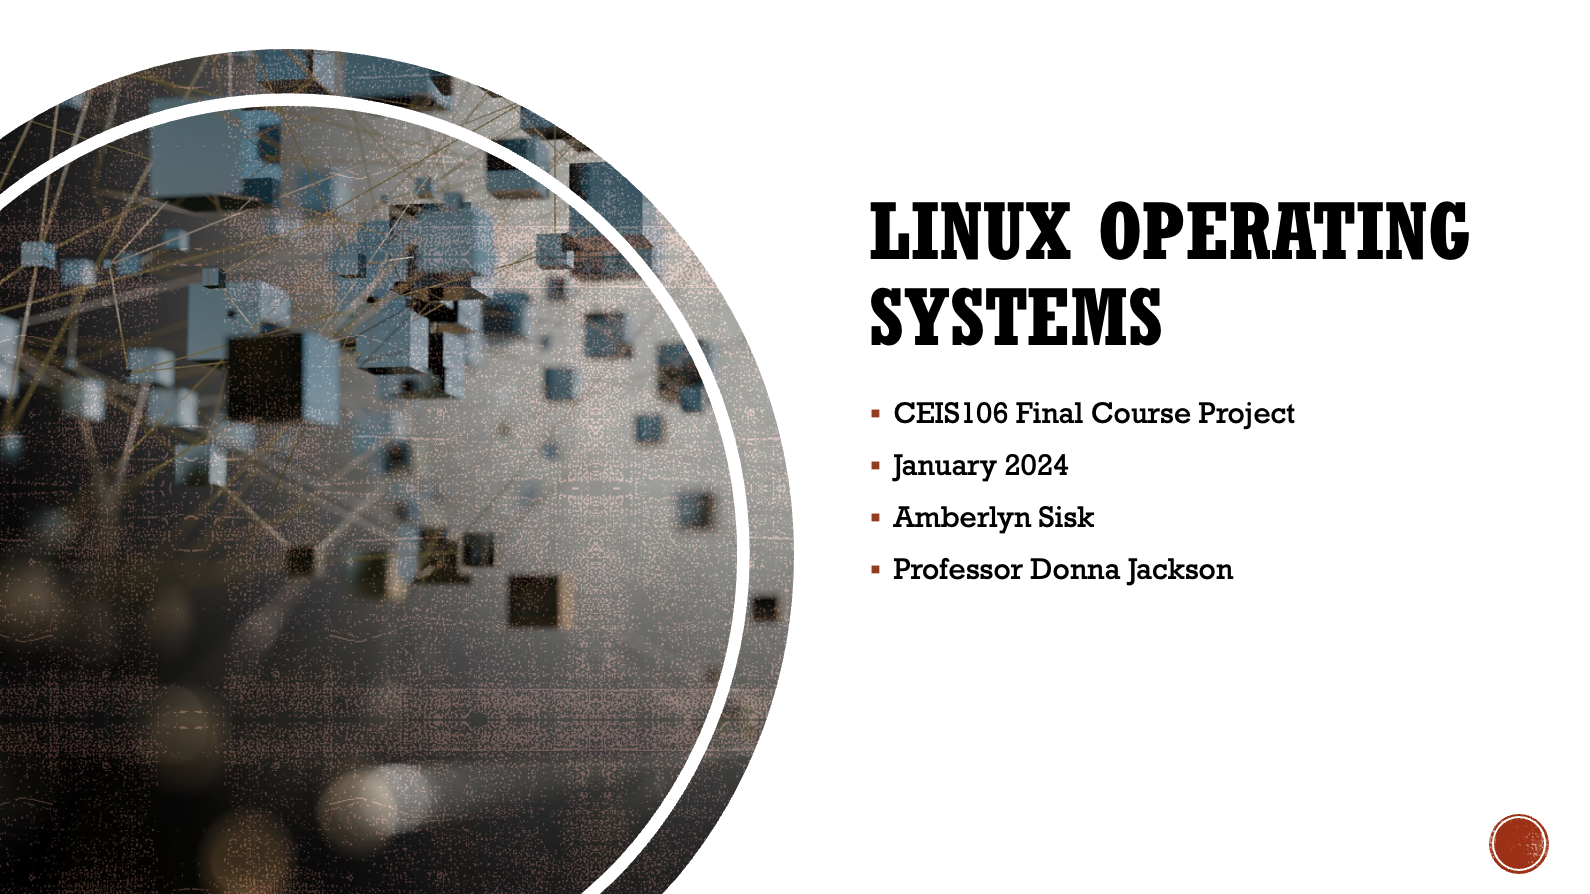 LINUX OPERATING
SYSTEMS
▪ CEIS106 Final Course Project
▪ January 2024
▪ Amberlyn Sisk
▪ Professor Donna Jackson